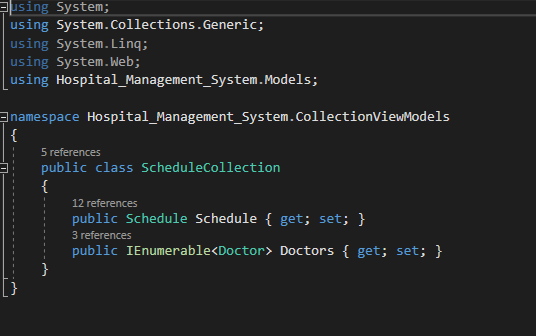 using System;
using System.Collections.Generic;
using System.Linq;
using System.Web;
using Hospital_Management_System.Models;
namespace Hospital_Management_System.CollectionViewModels
{
5 references
public class ScheduleCollection
{
12 references
public Schedule Schedule { get; set; }
3 references
public IEnumerable<Doctor> Doctors { get; set; }
}
}